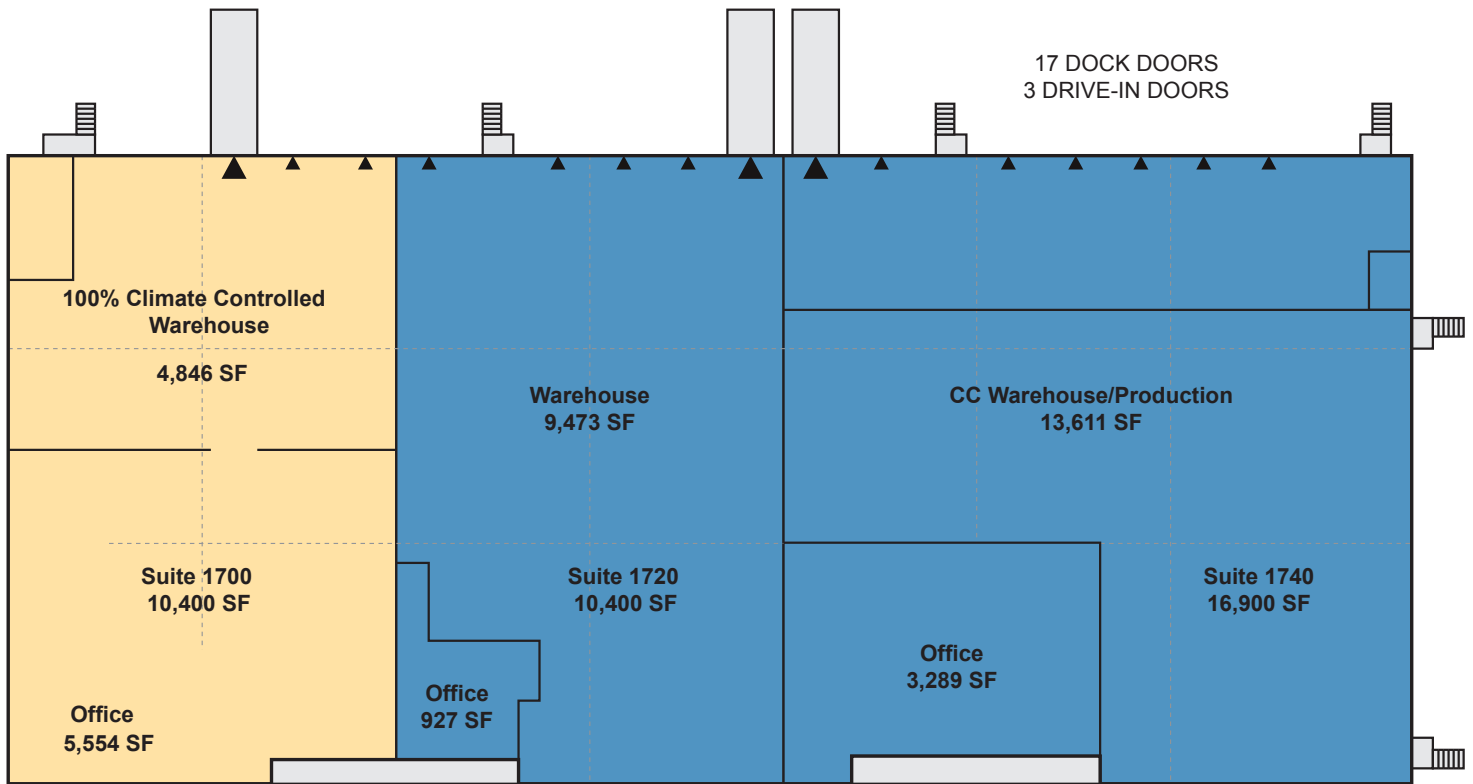 17 DOCK DOORS
3 DRIVE-IN DOORS
100% Climate Controlled
Warehouse
4,846 SF
Warehouse
9,473 SF
CC Warehouse/Production
13,611 SF
Suite 1700
10,400 SF
Suite 1720
10,400 SF
Suite 1740
16,900 SF
Office
5,554 SF
Office
927 SF
Office
3,289 SF